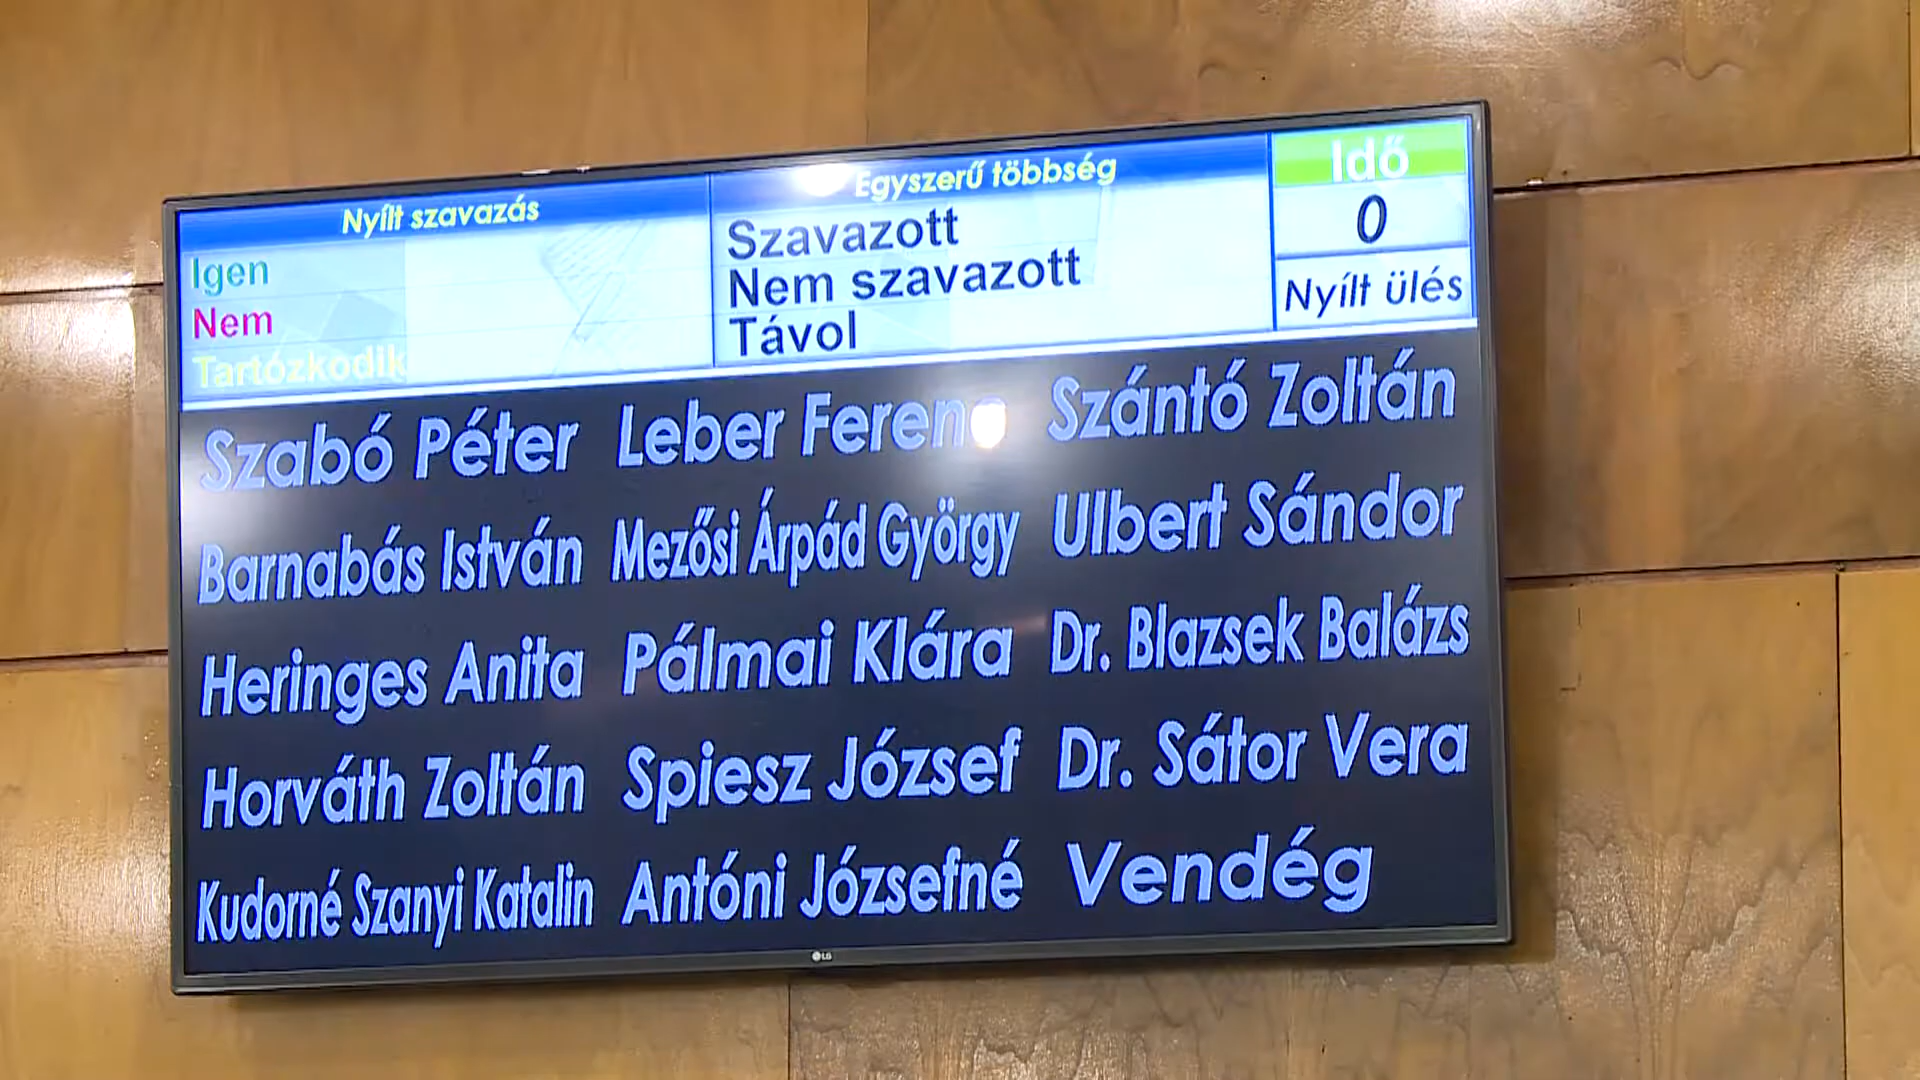 Nyílt szavazás
Igen
Nem
Tartózkodik
Egyszerű többség
Szavazott
Nem szavazott
Távol
Idő
0
Nyílt ülés
Szabó Péter Leber Ferenc Szántó Zoltán
Barnabás István Mezősi Árpád György Ulbert Sándor
Heringes Anita Pálmai Klára Dr. Blazsek Balázs
Horváth Zoltán Spiesz József Dr. Sátor Vera
Kudorné Szanyi Katalin Antóni Józsefné Vendég
LG